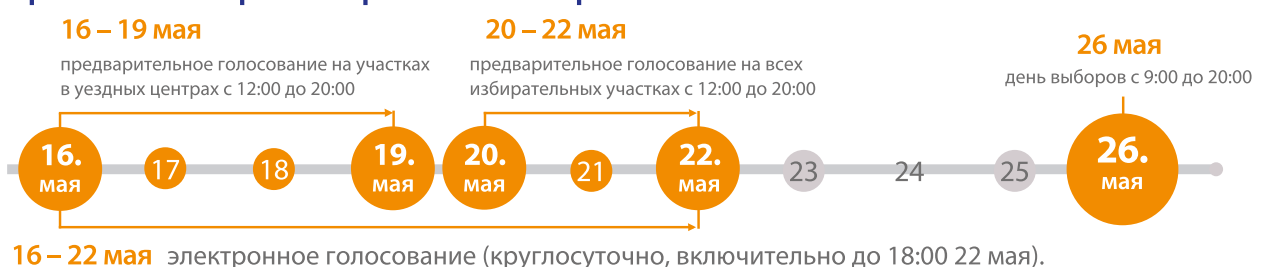 16 – 19 мая
предварительное голосование на участках
в уездных центрах с 12:00 до 20:00
20 – 22 мая
предварительное голосование на всех
избирательных участках с 12:00 до 20:00
26 мая
день выборов с 9:00 до 20:00
16.
мая
17
18
19.
мая
20.
мая
21
22.
мая
23
24
25
26.
мая
16 – 22 мая электронное голосование (круглосуточно, включительно до 18:00 22 мая).